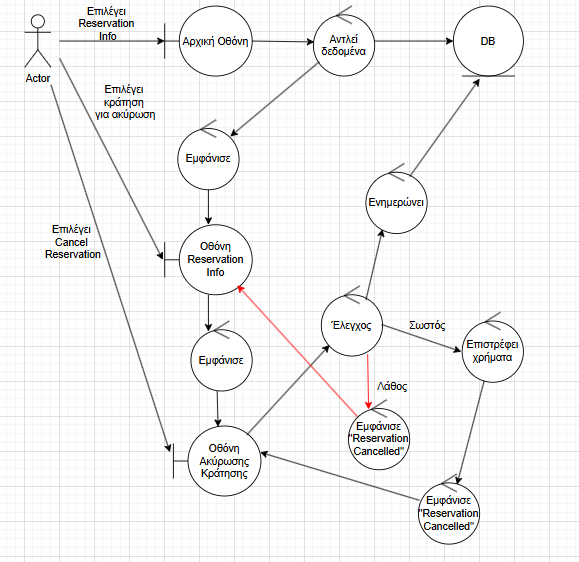 Επιλέγει
Reservation
Info
Αρχική Οθόνη
Αντλεί
δεδομένα
DB
Actor
Επιλέγει
κράτηση
για ακύρωση
Εμφάνισε
Ενημερώνει
Επιλέγει
Cancel
Reservation
Οθόνη
Reservation
Info
Έλεγχος
Σωστός
Επιστρέφει
χρήματα
Εμφάνισε
Λάθος
Εμφάνισε
"Reservation
Cancelled"
Οθόνη
Ακύρωσης
Κράτησης
Εμφάνισε
"Reservation
Cancelled"